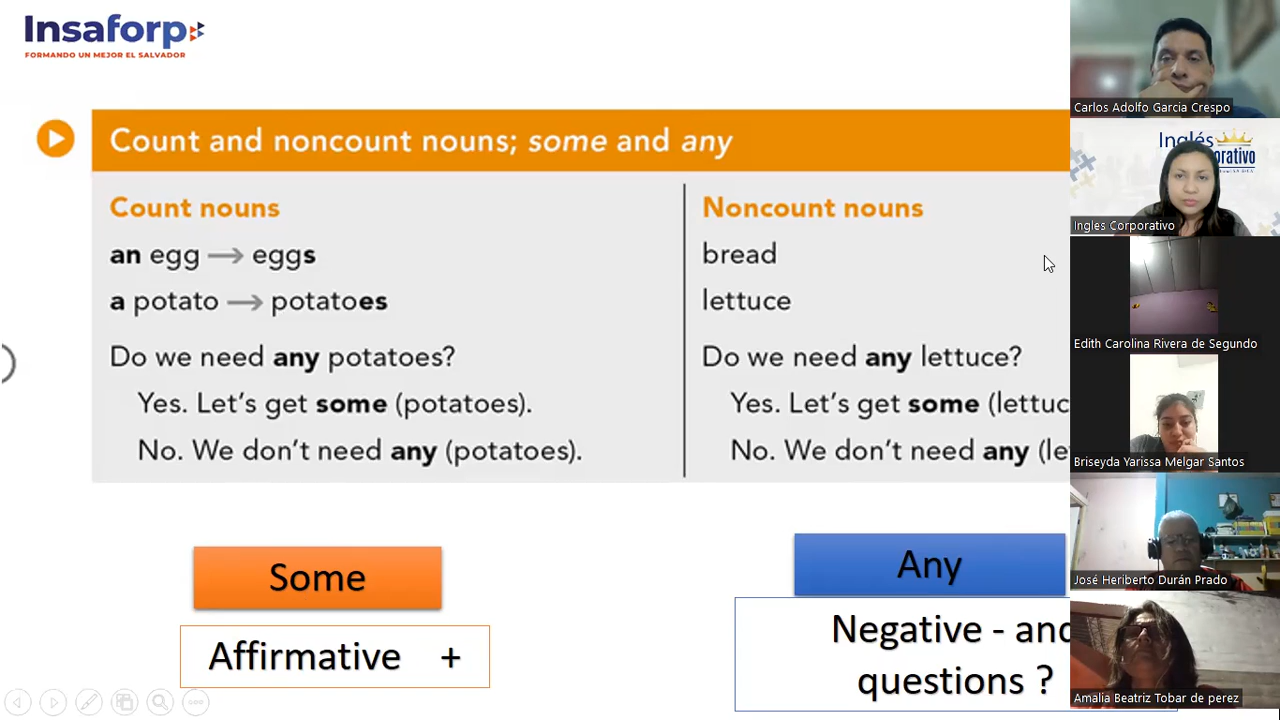 Insaforp
FORMANDO UN MEJOR EL SALVADOR
Count and noncount nouns; some and any
Count nouns
an egg → eggs
a potato → potatoes
Do we need any potatoes?
Yes. Let's get some (potatoes).
No. We don't need any (potatoes).
Noncount nouns
bread
lettuce
Do we need any lettuce?
Yes. Let's get some (lettuc
No. We don't need any (le
Some
Affirmative +
Any
Negative - and
questions ?
Carlos Adolfo Garcia Crespo
Inglés
orativo
Ingles Corporativo
Edith Carolina Rivera de Segundo
Briseyda Yarissa Melgar Santos
José Heriberto Durán Prado
Amalia Beatriz Tobar de perez